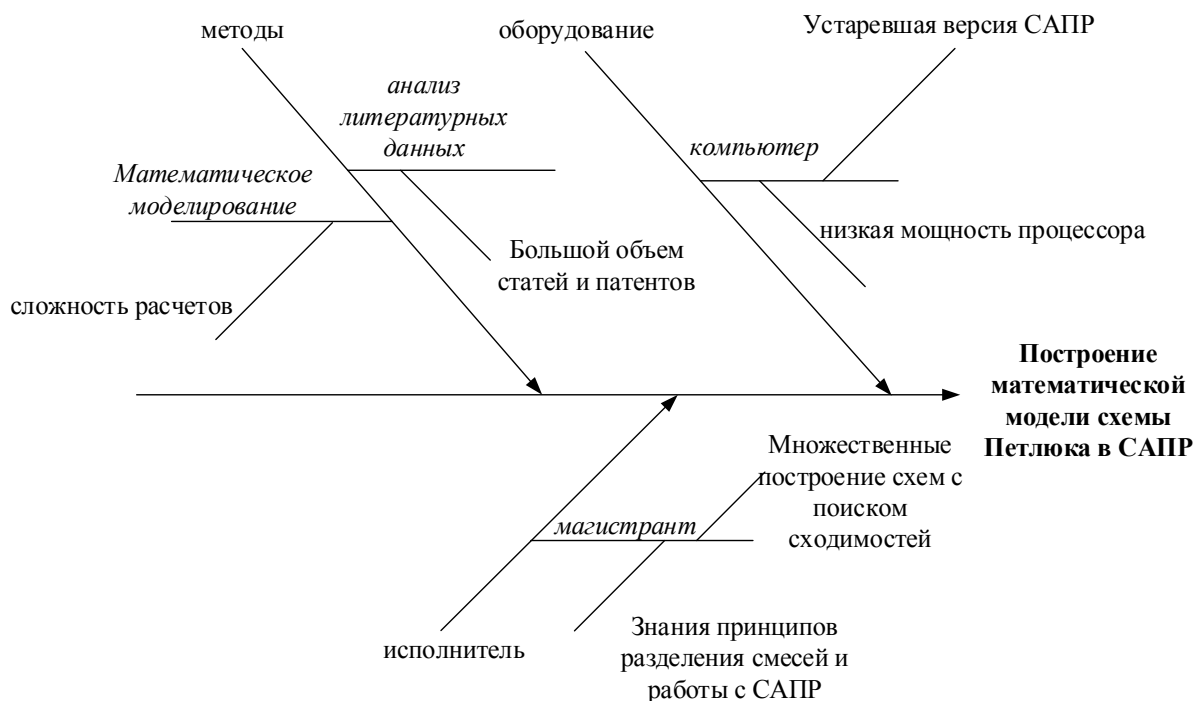 методы
оборудование
Устаревшая версия САПР
анализ
литературных
данных
компьютер
Математическое
моделирование
низкая мощность процессора
Большой объем
статей и патентов
сложность расчетов
Построение
математической
модели схемы
Петлюка в САПР
Множественные
построение схем с
поиском
сходимостей
магистрант
исполнитель
Знания принципов
разделения смесей и
работы с САПР